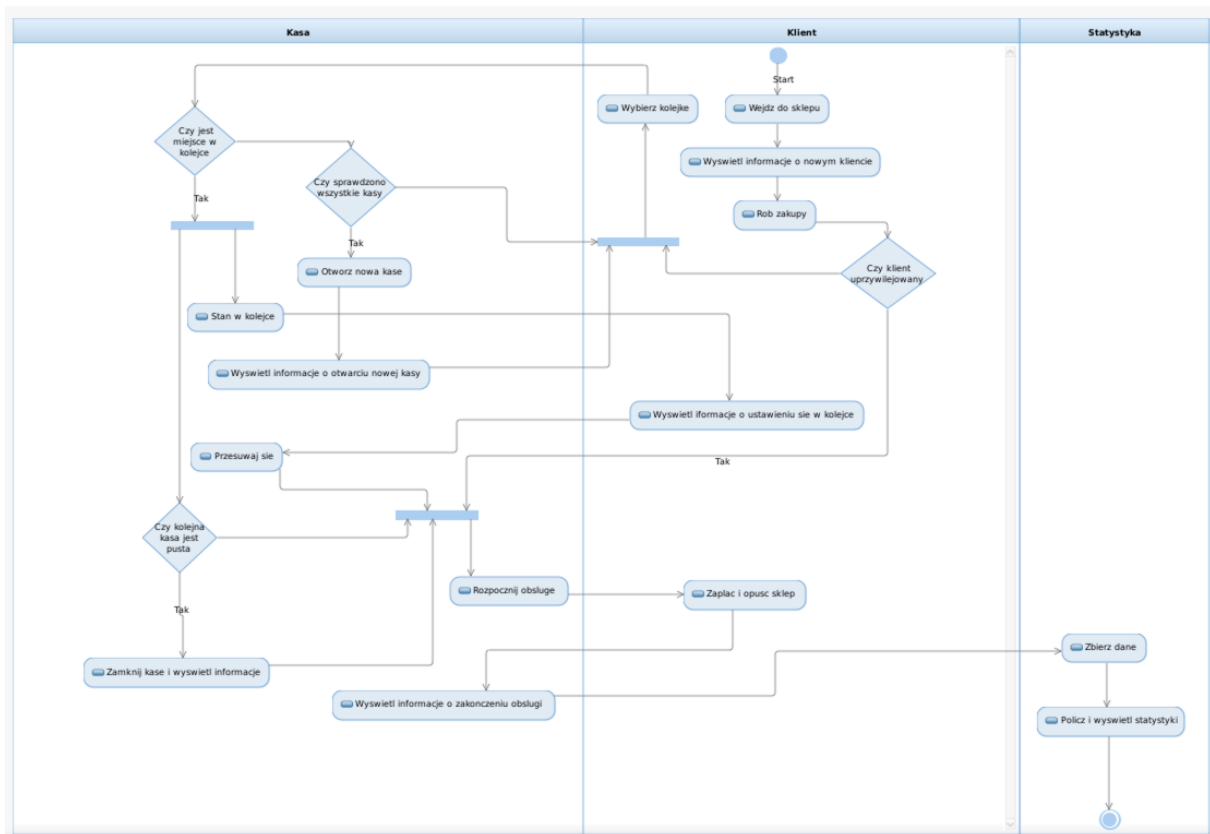 Kasa
Klient
Statystyka
Start
Wybierz kolejke
Wejdz do sklepu
Czy jest
miejsce w
kolejce
Wyswietl informacje o nowym kliencie
Czy sprawdzono
wszystkie kasy
Tak
Rob zakupy
Tak
Otworz nowa kase
Czy klient
uprzywilejowany
Stan w kolejce
Wyswietl informacje o otwarciu nowej kasy
Wyswietl iformacje o ustawieniu sie w kolejce
Przesuwaj sie
Tak
Czy kolejna
kasa jest
pusta
Rozpocznij obsluge
Zaplac i opusc sklep
Tak
Zbierz dane
Zamknij kase i wyswietl informacje
Wyswietl informacje o zakonczeniu obslugi
Policz i wyswietl statystyki